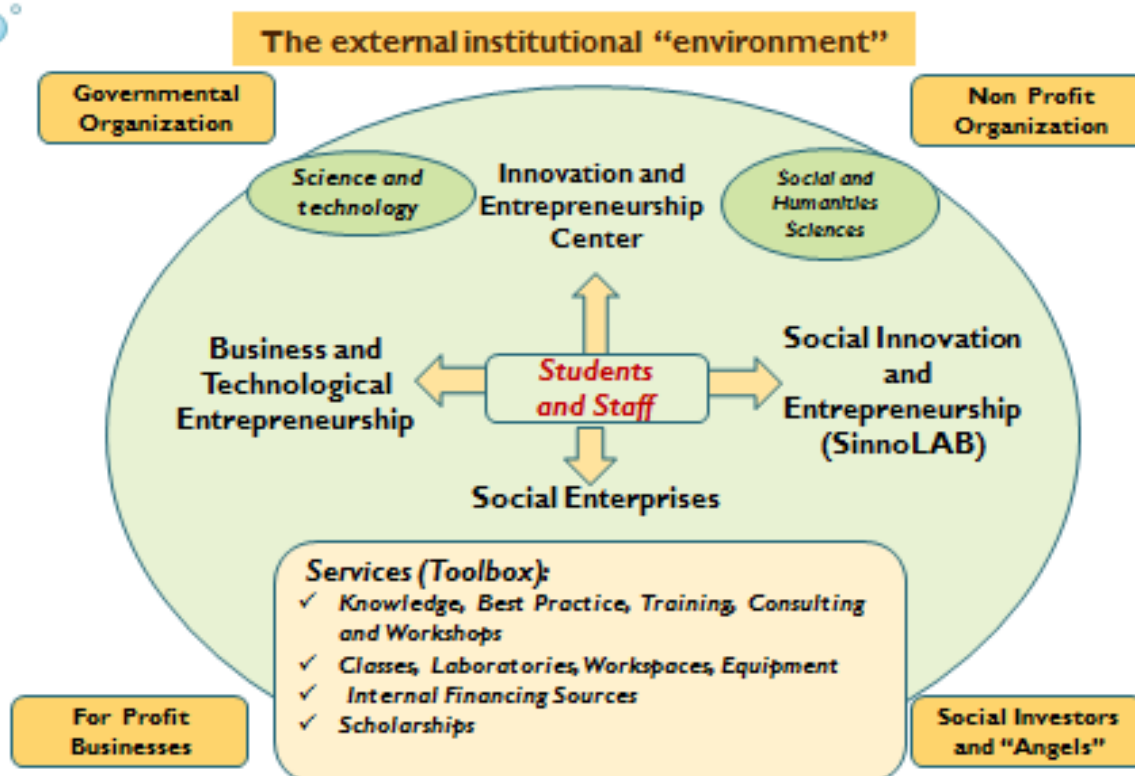 The external institutional “environment”
Governmental
Organization
Non Profit
Organization
Science and
technology
Innovation and
Entrepreneurship
Center
Social and
Humanities
Sciences
Business and
Technological
Entrepreneurship
Students
and Staff
Social Innovation
and
Entrepreneurship
(SinnoLAB)
Social Enterprises
Services (Toolbox):
✓ Knowledge, Best Practice, Training, Consulting
and Workshops
✓ Classes, Laboratories, Workspaces, Equipment
✓ Internal Financing Sources
✓ Scholarships
For Profit
Businesses
Social Investors
and “Angels”